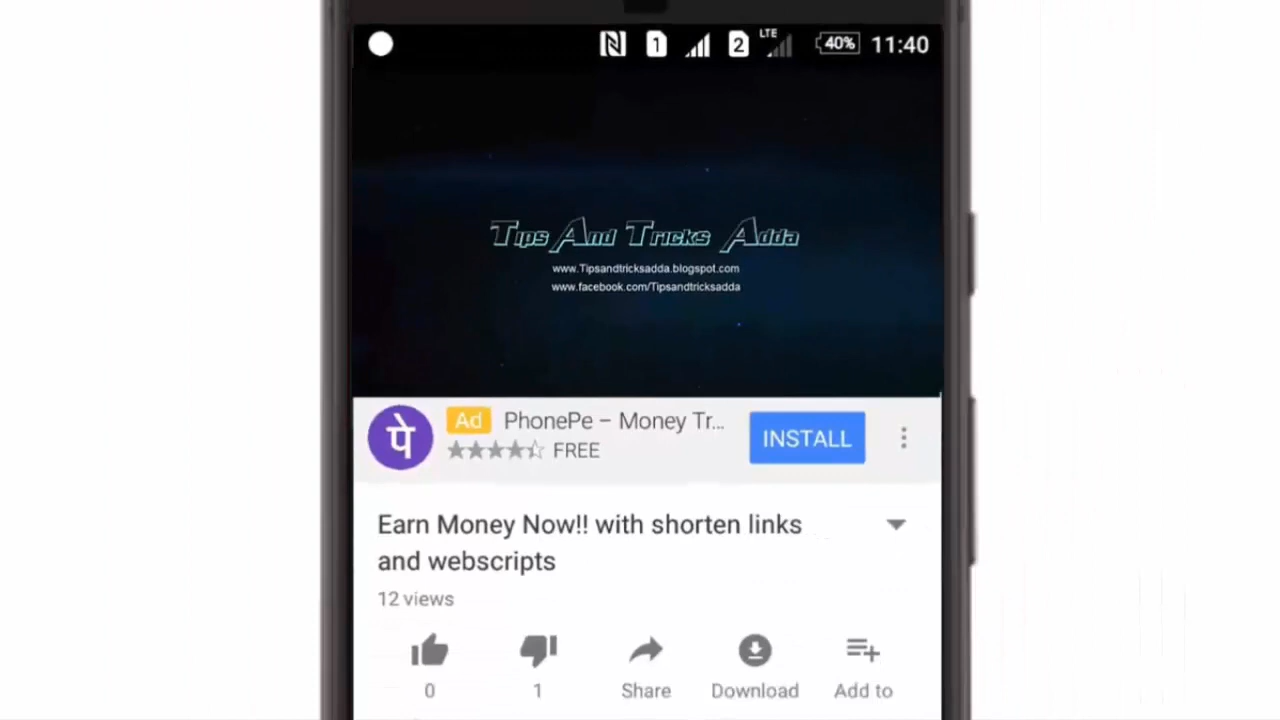 1 2 LTE 40% 11:40
Tips And Tricks Adda
www.Tipsandtricksadda.blogspot.com
www.facebook.com/Tipsandtricksadda
पे
Ad PhonePe – Money Tr...
FREE
INSTALL
Earn Money Now!! with shorten links
and webscripts
12 views
0 1 Share Download Add to